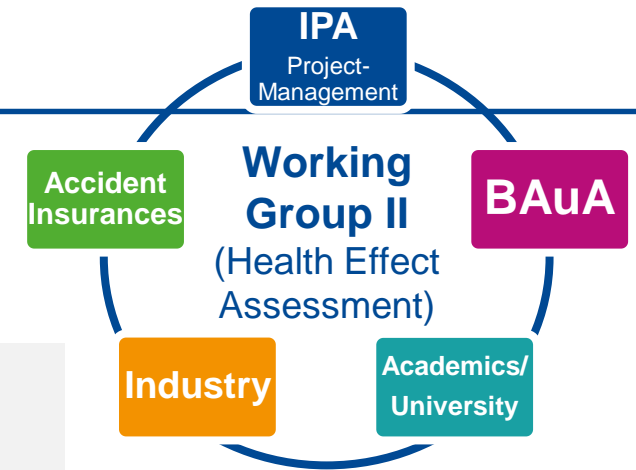 IPA
Project-
Management
Accident
Insurances
Working
Group II
(Health Effect
Assessment)
BAuA
Industry
Academics/
University